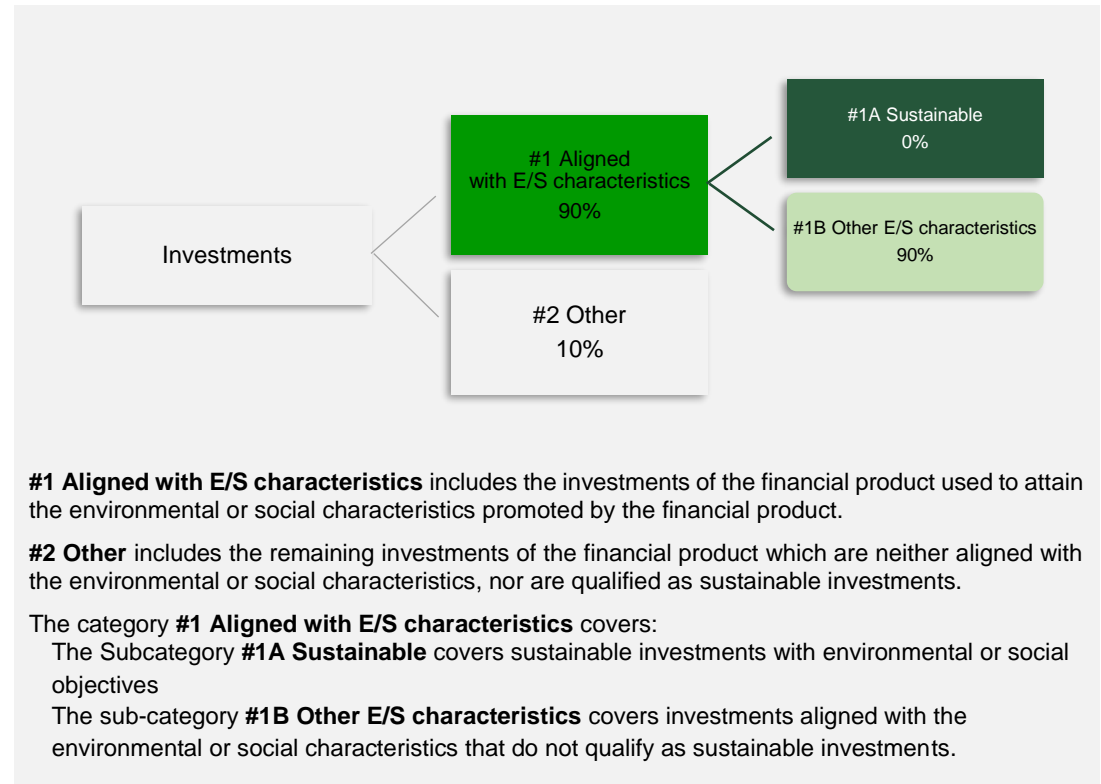 #1A Sustainable
0%
#1 Aligned
with E/S characteristics
90%
#1B Other E/S characteristics
90%
Investments
#2 Other
10%
#1 Aligned with E/S characteristics includes the investments of the financial product used to attain
the environmental or social characteristics promoted by the financial product.
#2 Other includes the remaining investments of the financial product which are neither aligned with
the environmental or social characteristics, nor are qualified as sustainable investments.
The category #1 Aligned with E/S characteristics covers:
The Subcategory #1A Sustainable covers sustainable investments with environmental or social
objectives
The sub-category #1B Other E/S characteristics covers investments aligned with the
environmental or social characteristics that do not qualify as sustainable investments.